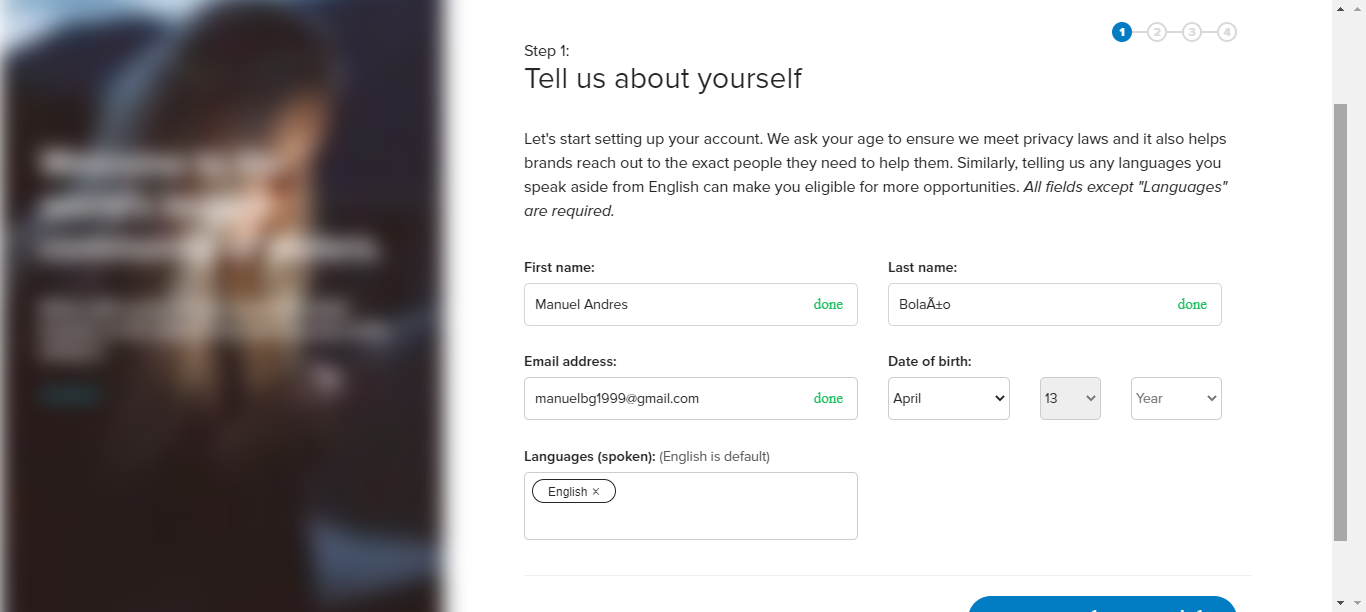 1 2 3 4
Step 1:
Tell us about yourself
Let's start setting up your account. We ask your age to ensure we meet privacy laws and it also helps
brands reach out to the exact people they need to help them. Similarly, telling us any languages you
speak aside from English can make you eligible for more opportunities. All fields except "Languages"
are required.
First name: Last name:
Manuel Andres done BolaÃ±o done
Email address: Date of birth:
manuelbg1999@gmail.com done April 13 Year
Languages (spoken): (English is default)
English ×